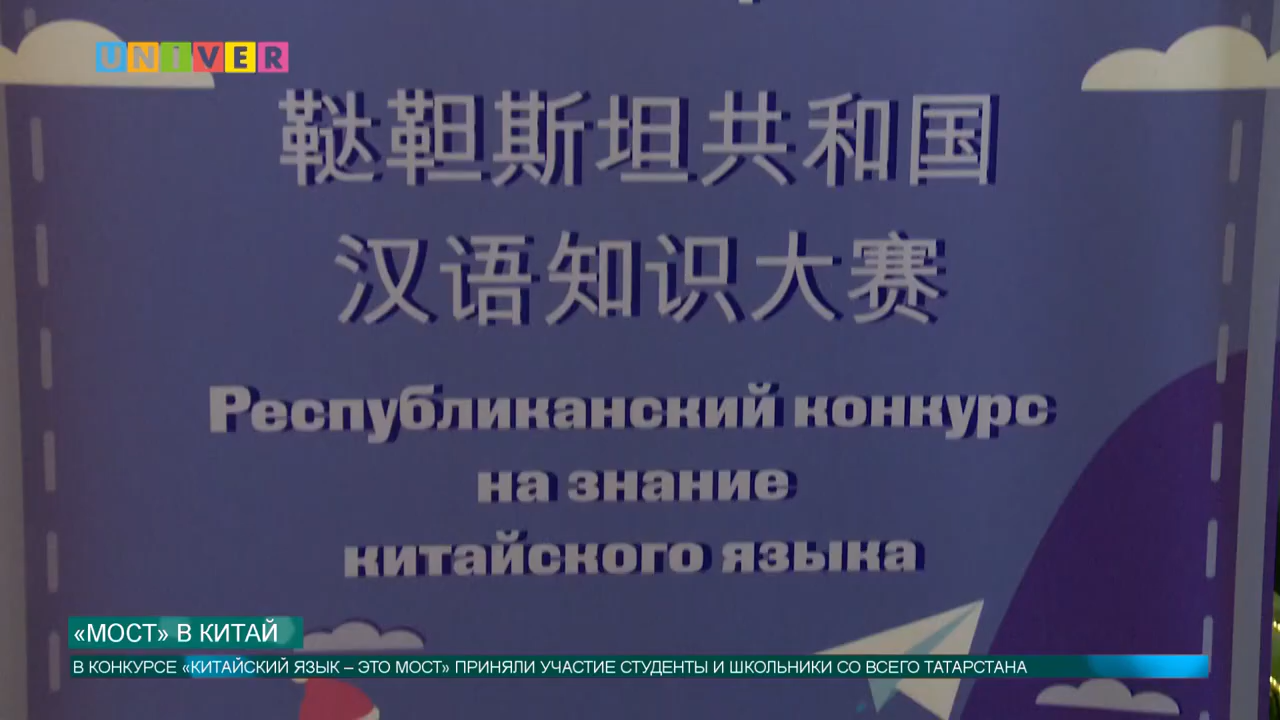 UNIVER
鞑靼斯坦共和国
汉语知识大赛
Республиканский конкурс
на знание
китайского языка
«МОСТ» В КИТАЙ
В КОНКУРСЕ «КИТАЙСКИЙ ЯЗЫК – ЭТО МОСТ» ПРИНЯЛИ УЧАСТИЕ СТУДЕНТЫ И ШКОЛЬНИКИ СО ВСЕГО ТАТАРСТАНА